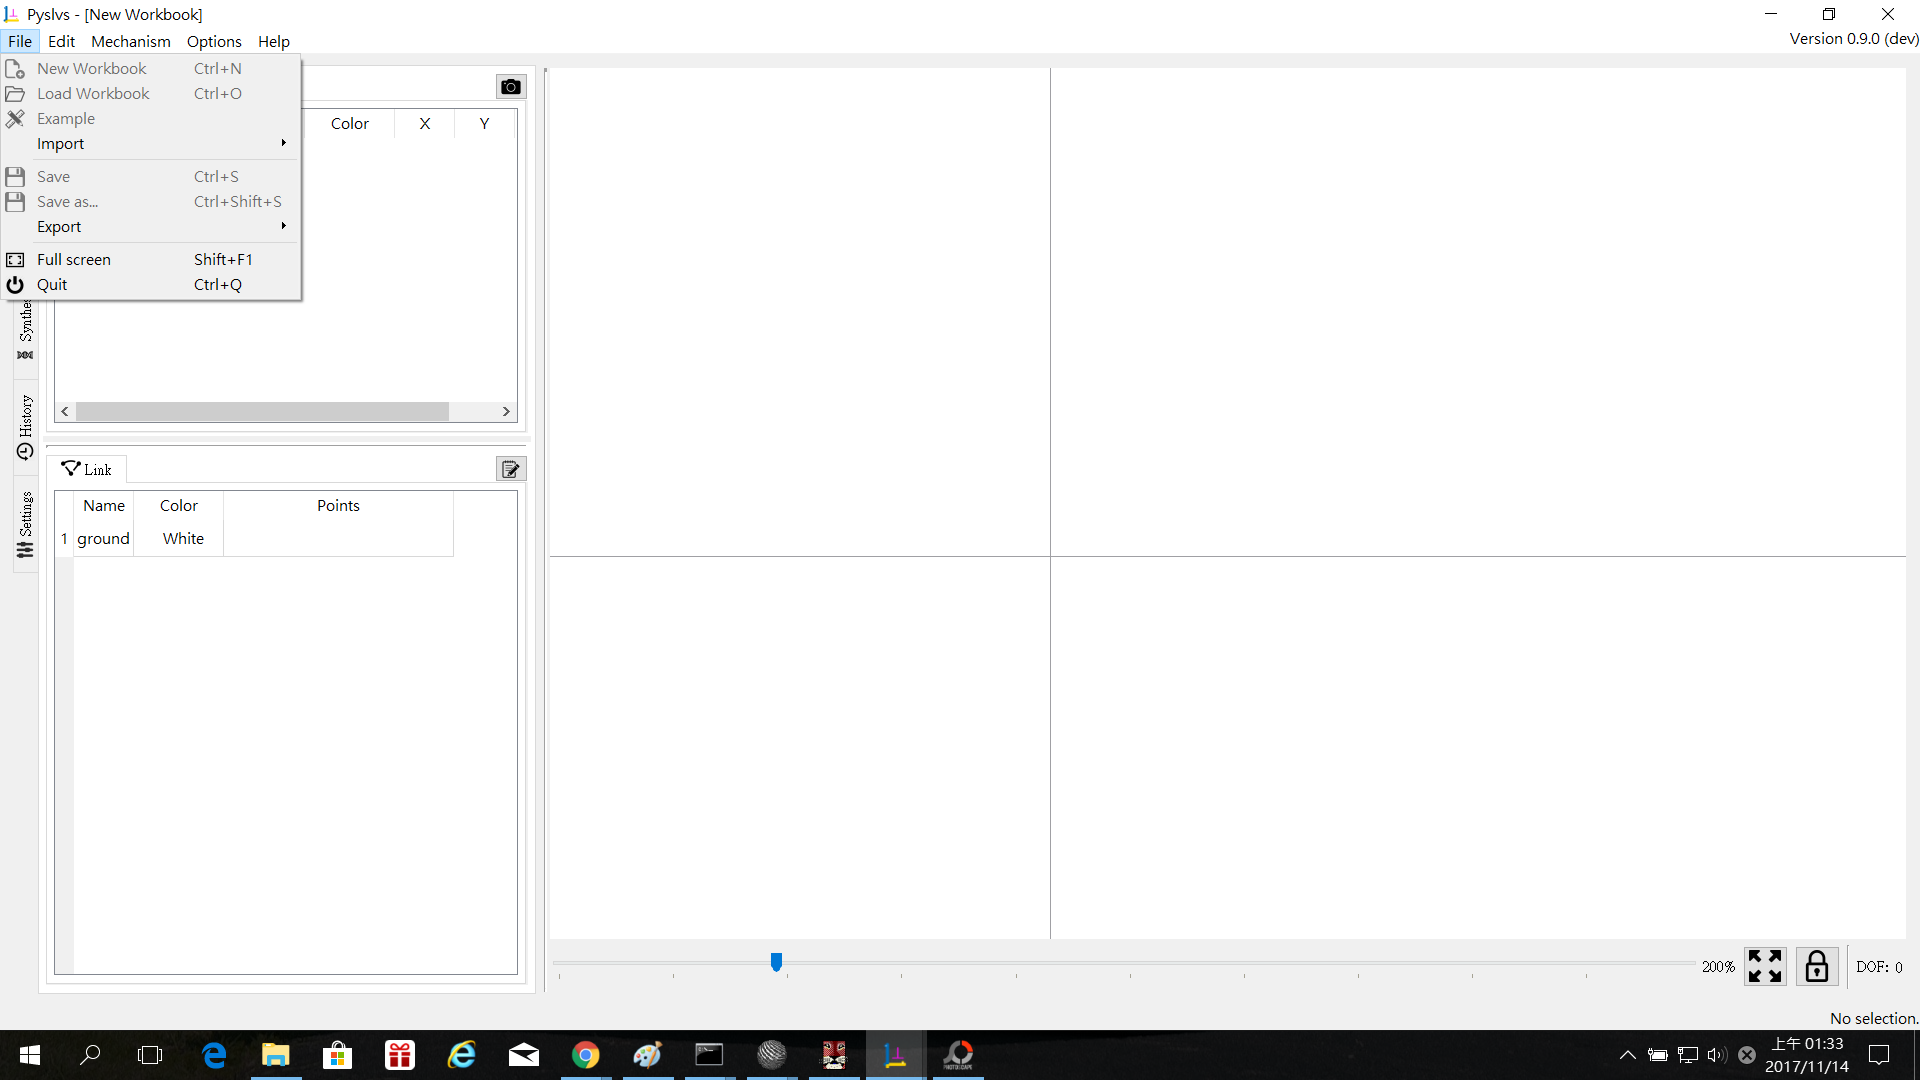 Pyslvs - [New Workbook]
File Edit Mechanism Options Help
Version 0.9.0 (dev)
New Workbook Ctrl+N
Load Workbook Ctrl+O
Example
Import
Save Ctrl+S
Save as... Ctrl+Shift+S
Export
Full screen Shift+F1
Quit Ctrl+Q
Color X Y
History
Settings
Link
Name Color Points
1 ground White
200%
DOF: 0
No selection.
上午 01:33
2017/11/14